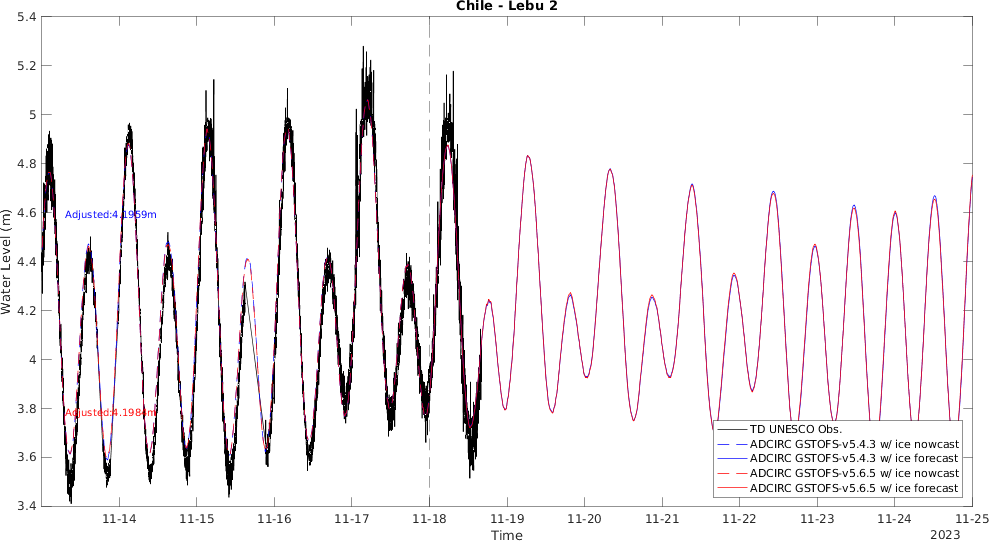 Chile - Lebu 2
5.4
5.2
5
4.8
4.6
4.4
4.2
4
3.8
3.6
3.4
Water Level (m)
Adjusted:4.1959m
Adjusted:4.1984m
TD UNESCO Obs.
ADCIRC GSTOFS-v5.4.3 w/ ice nowcast
ADCIRC GSTOFS-v5.4.3 w/ ice forecast
ADCIRC GSTOFS-v5.6.5 w/ ice nowcast
ADCIRC GSTOFS-v5.6.5 w/ ice forecast
11-14 11-15 11-16 11-17 11-18 11-19 11-20 11-21 11-22 11-23 11-24 11-25
Time
2023